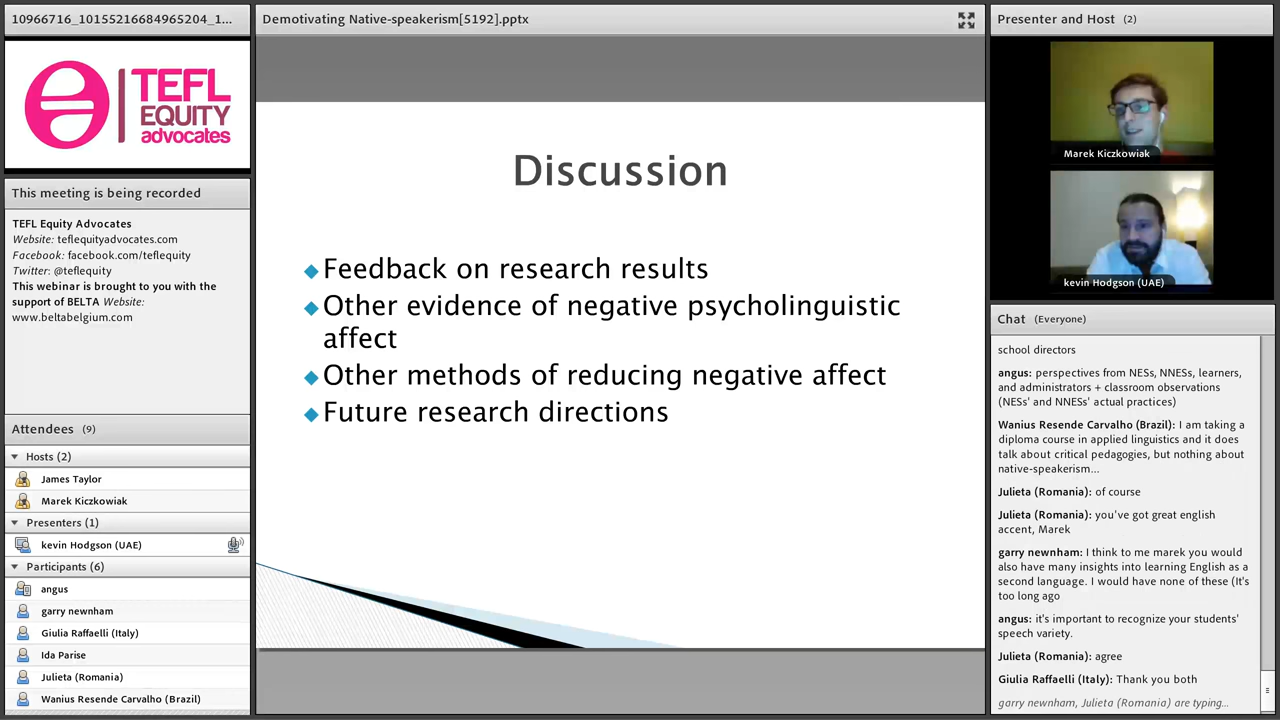 10966716_10155216684965204_1...
TEFL
EQUITY
advocates
This meeting is being recorded
TEFL Equity Advocates
Website: teflequityadvocates.com
Facebook: facebook.com/teflequity
Twitter: @teflequity
This webinar is brought to you with the
support of BELTA Website:
www.beltabelgium.com
Attendees (9)
Hosts (2)
James Taylor
Marek Kiczkowiak
Presenters (1)
kevin Hodgson (UAE)
Participants (6)
angus
garry newnham
Giulia Raffaelli (Italy)
Ida Parise
Julieta (Romania)
Wanius Resende Carvalho (Brazil)
Demotivating Native-speakerism[5192].pptx
Discussion
Feedback on research results
Other evidence of negative psycholinguistic
affect
Other methods of reducing negative affect
Future research directions
Presenter and Host (2)
Marek Kiczkowiak
kevin Hodgson (UAE)
Chat (Everyone)
school directors
angus: perspectives from NESs, NNESs, learners,
and administrators + classroom observations
(NESs' and NNESs' actual practices)
Wanius Resende Carvalho (Brazil): I am taking a
diploma course in applied linguistics and it does
talk about critical pedagogies, but nothing about
native-speakerism...
Julieta (Romania): of course
Julieta (Romania): you've got great english
accent, Marek
garry newnham: I think to me marek you would
also have many insights into learning English as a
second language. I would have none of these (It's
too long ago
angus: it's important to recognize your students'
speech variety.
Julieta (Romania): agree
Giulia Raffaelli (Italy): Thank you both
garry newnham, Julieta (Romania) are typing...